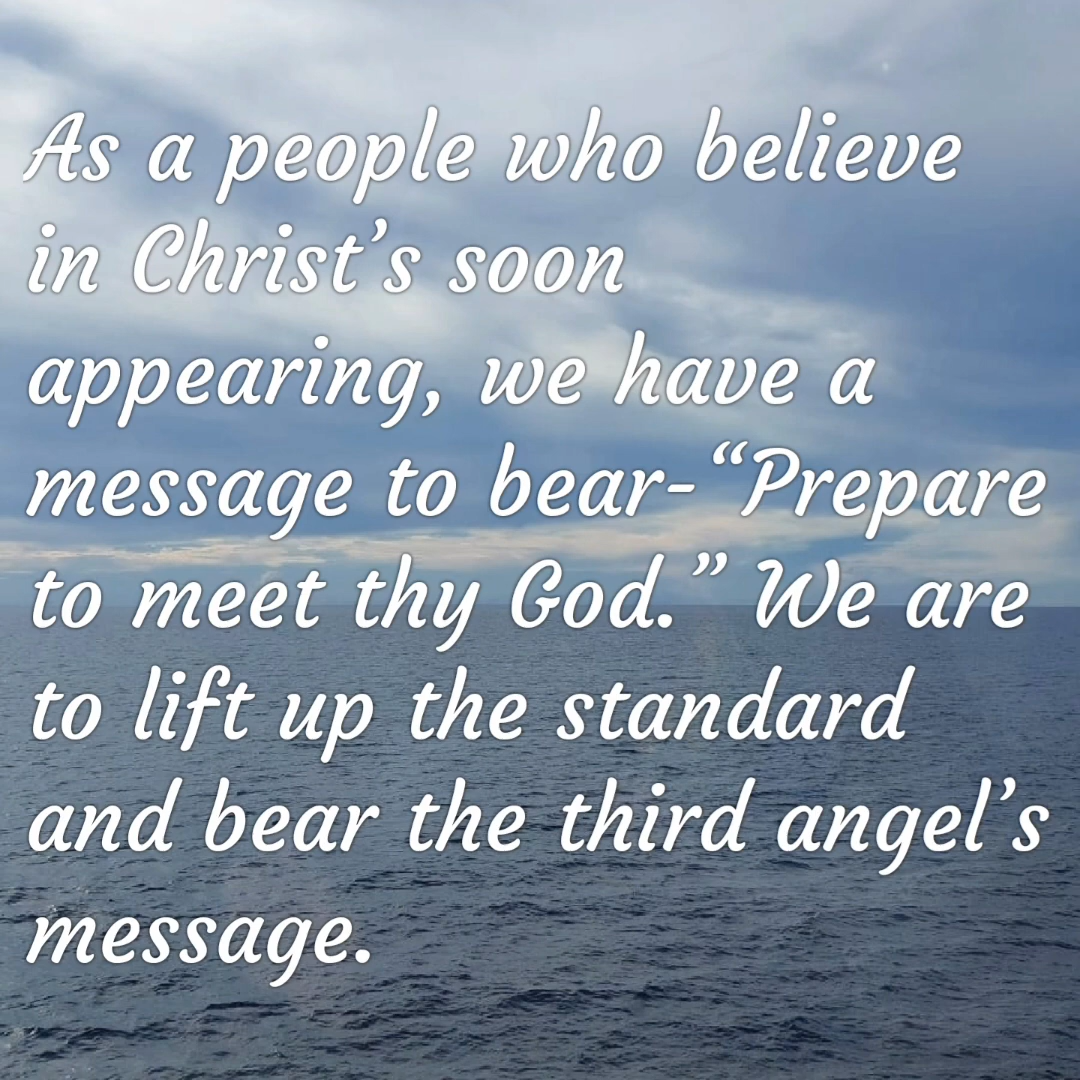 As a people who believe
in Christ’s soon
appearing, we have a
message to bear-“Prepare
to meet thy God.” We are
to lift up the standard
and bear the third angel’s
message.